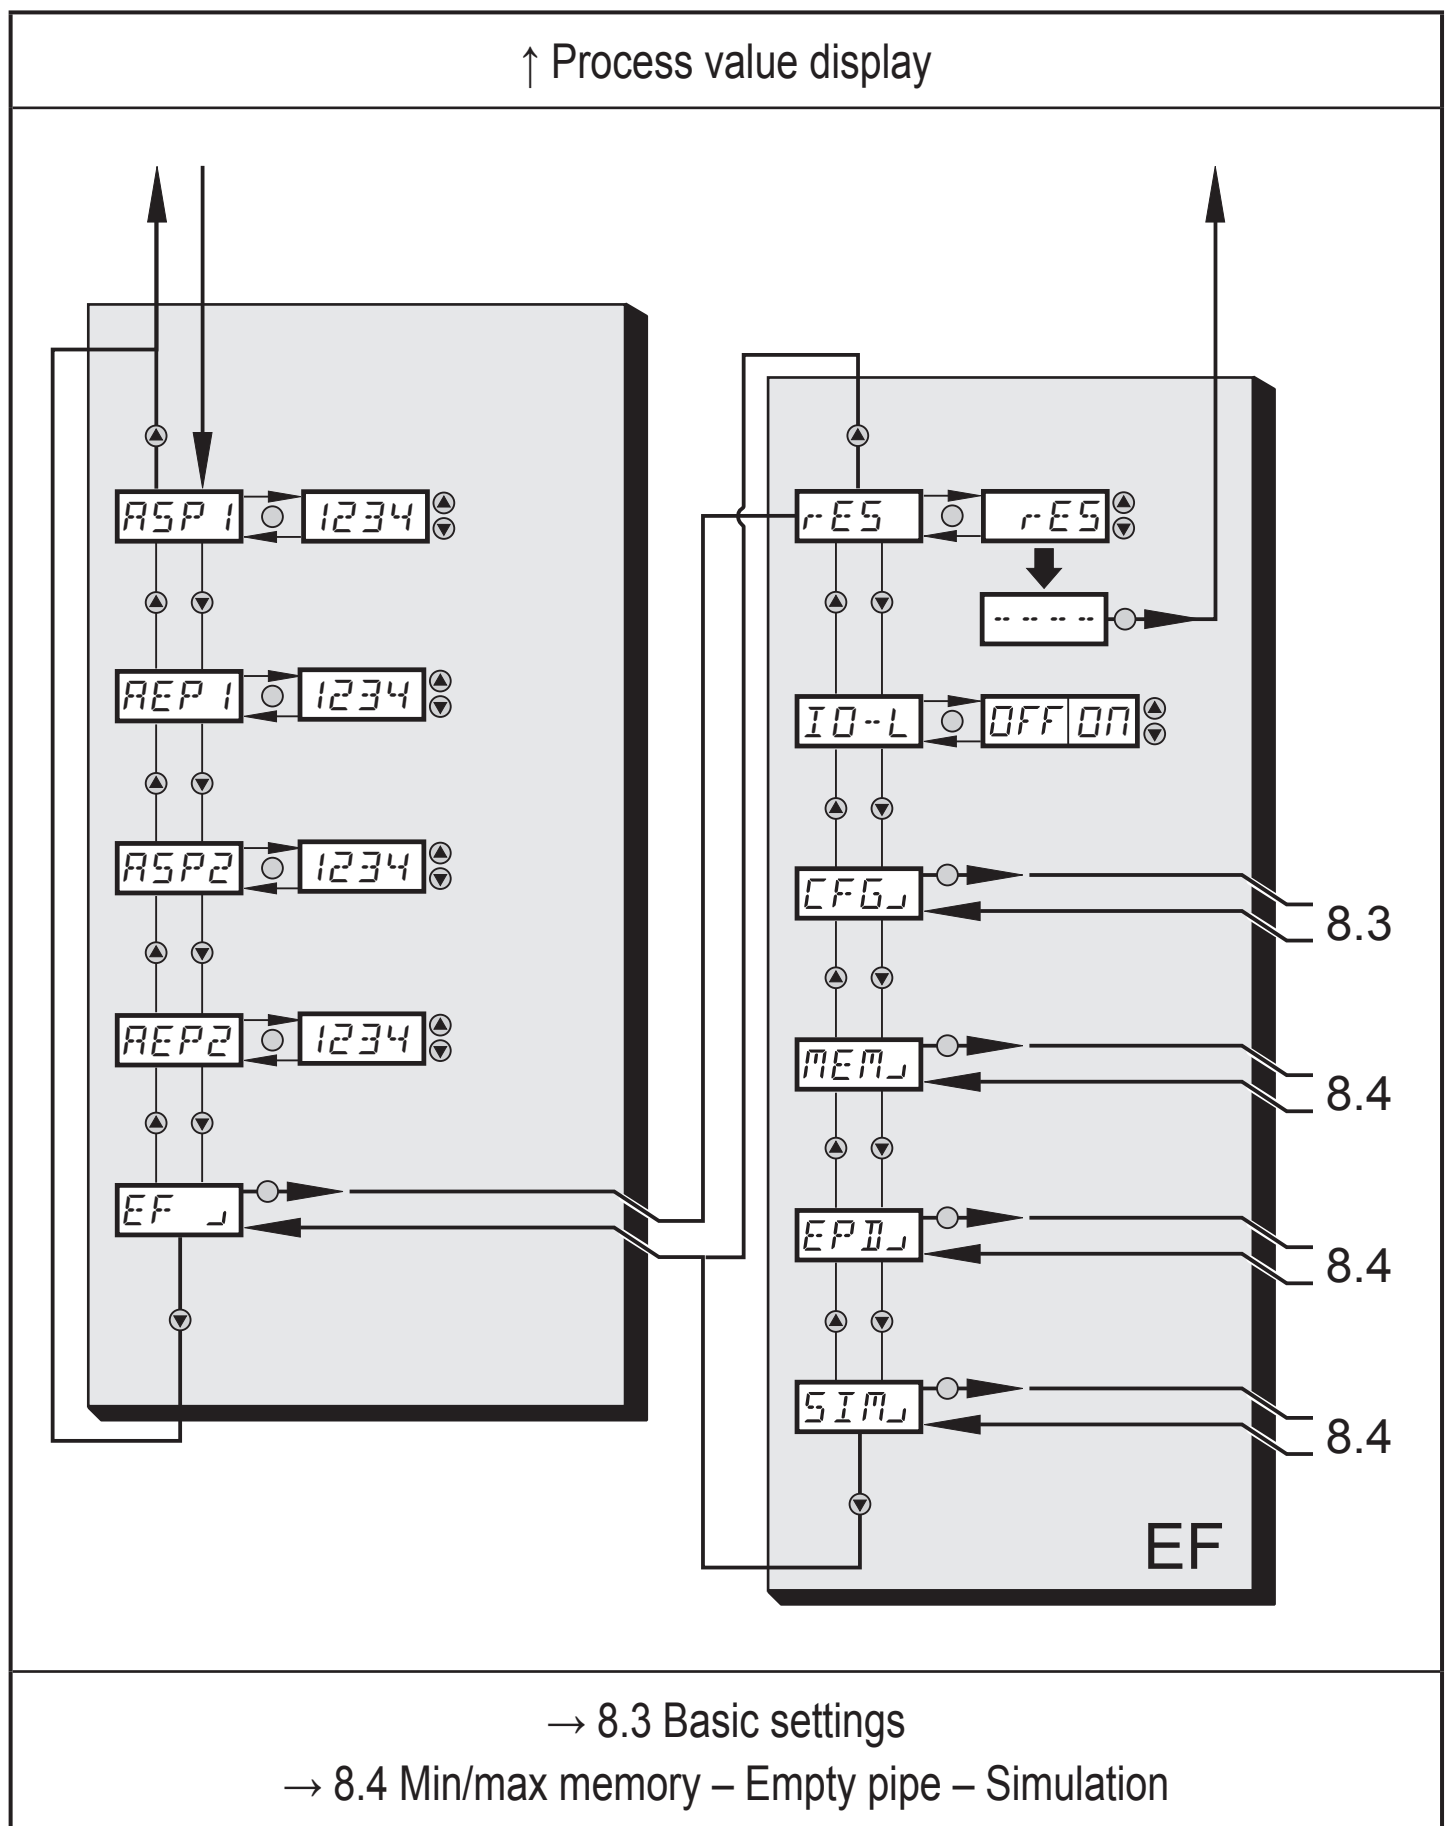 ↑ Process value display
ASP1 1234
AEP1 1234
ASP2 1234
AEP2 1234
EF
rES rES
----
IO-L OFF ON
CFG 8.3
MEM 8.4
EPD 8.4
SIM 8.4
EF
→ 8.3 Basic settings
→ 8.4 Min/max memory – Empty pipe – Simulation